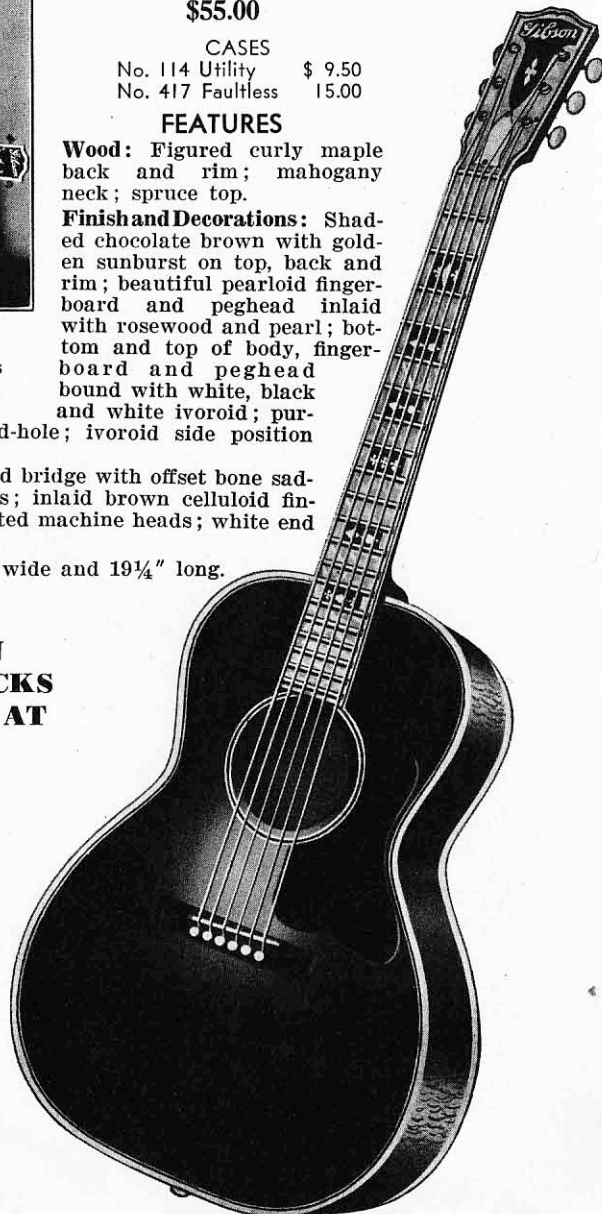 $55.00
CASES
No. 114 Utility $ 9.50
No. 417 Faultless 15.00
FEATURES
Wood: Figured curly maple
back and rim; mahogany
neck; spruce top.
Finish and Decorations: Shad-
ed chocolate brown with gold-
en sunburst on top, back and
rim; beautiful pearloid finger-
board and peghead inlaid
with rosewood and pearl; bot-
tom and top of body, finger-
board and peghead
bound with white, black
and white ivoroid; pur-
d-hole; ivoroid side position
d bridge with offset bone sad-
s; inlaid brown celluloid fin-
ted machine heads; white end
wide and 19¼" long.
CKS
AT
Gibson